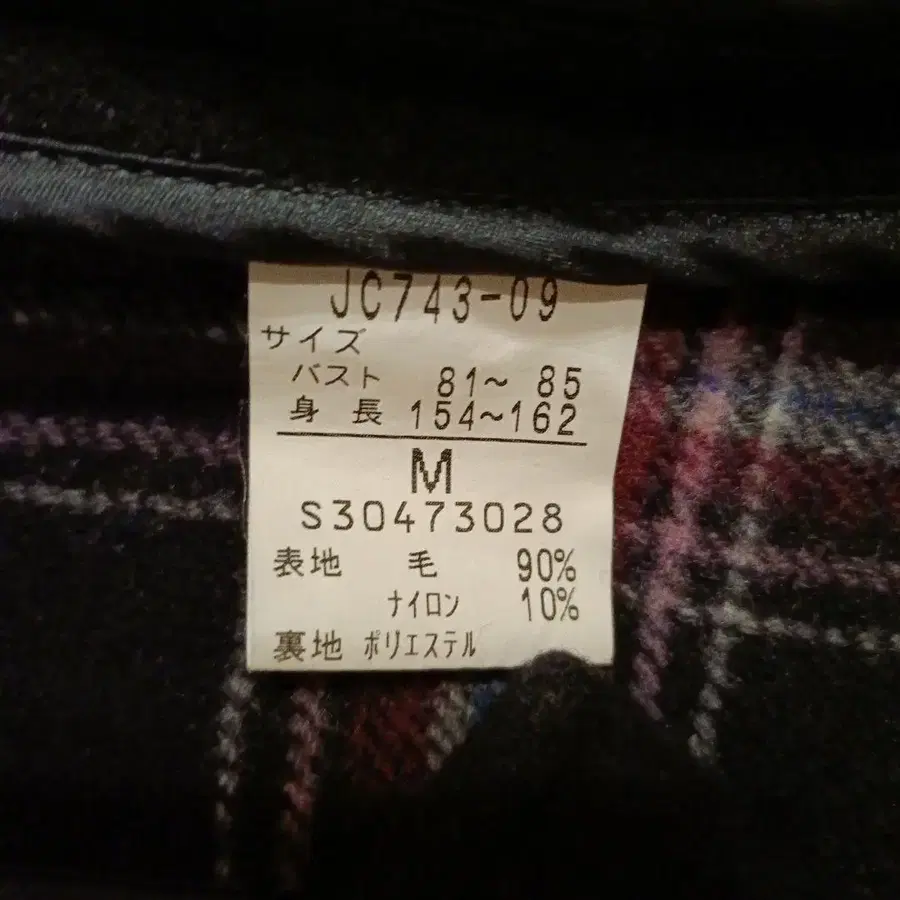 JC743-09
サイズ
バスト 81～ 85
身 長 154～162
M
S30473028
表地 毛 90%
ナイロン 10%
裏地 ポリエステル